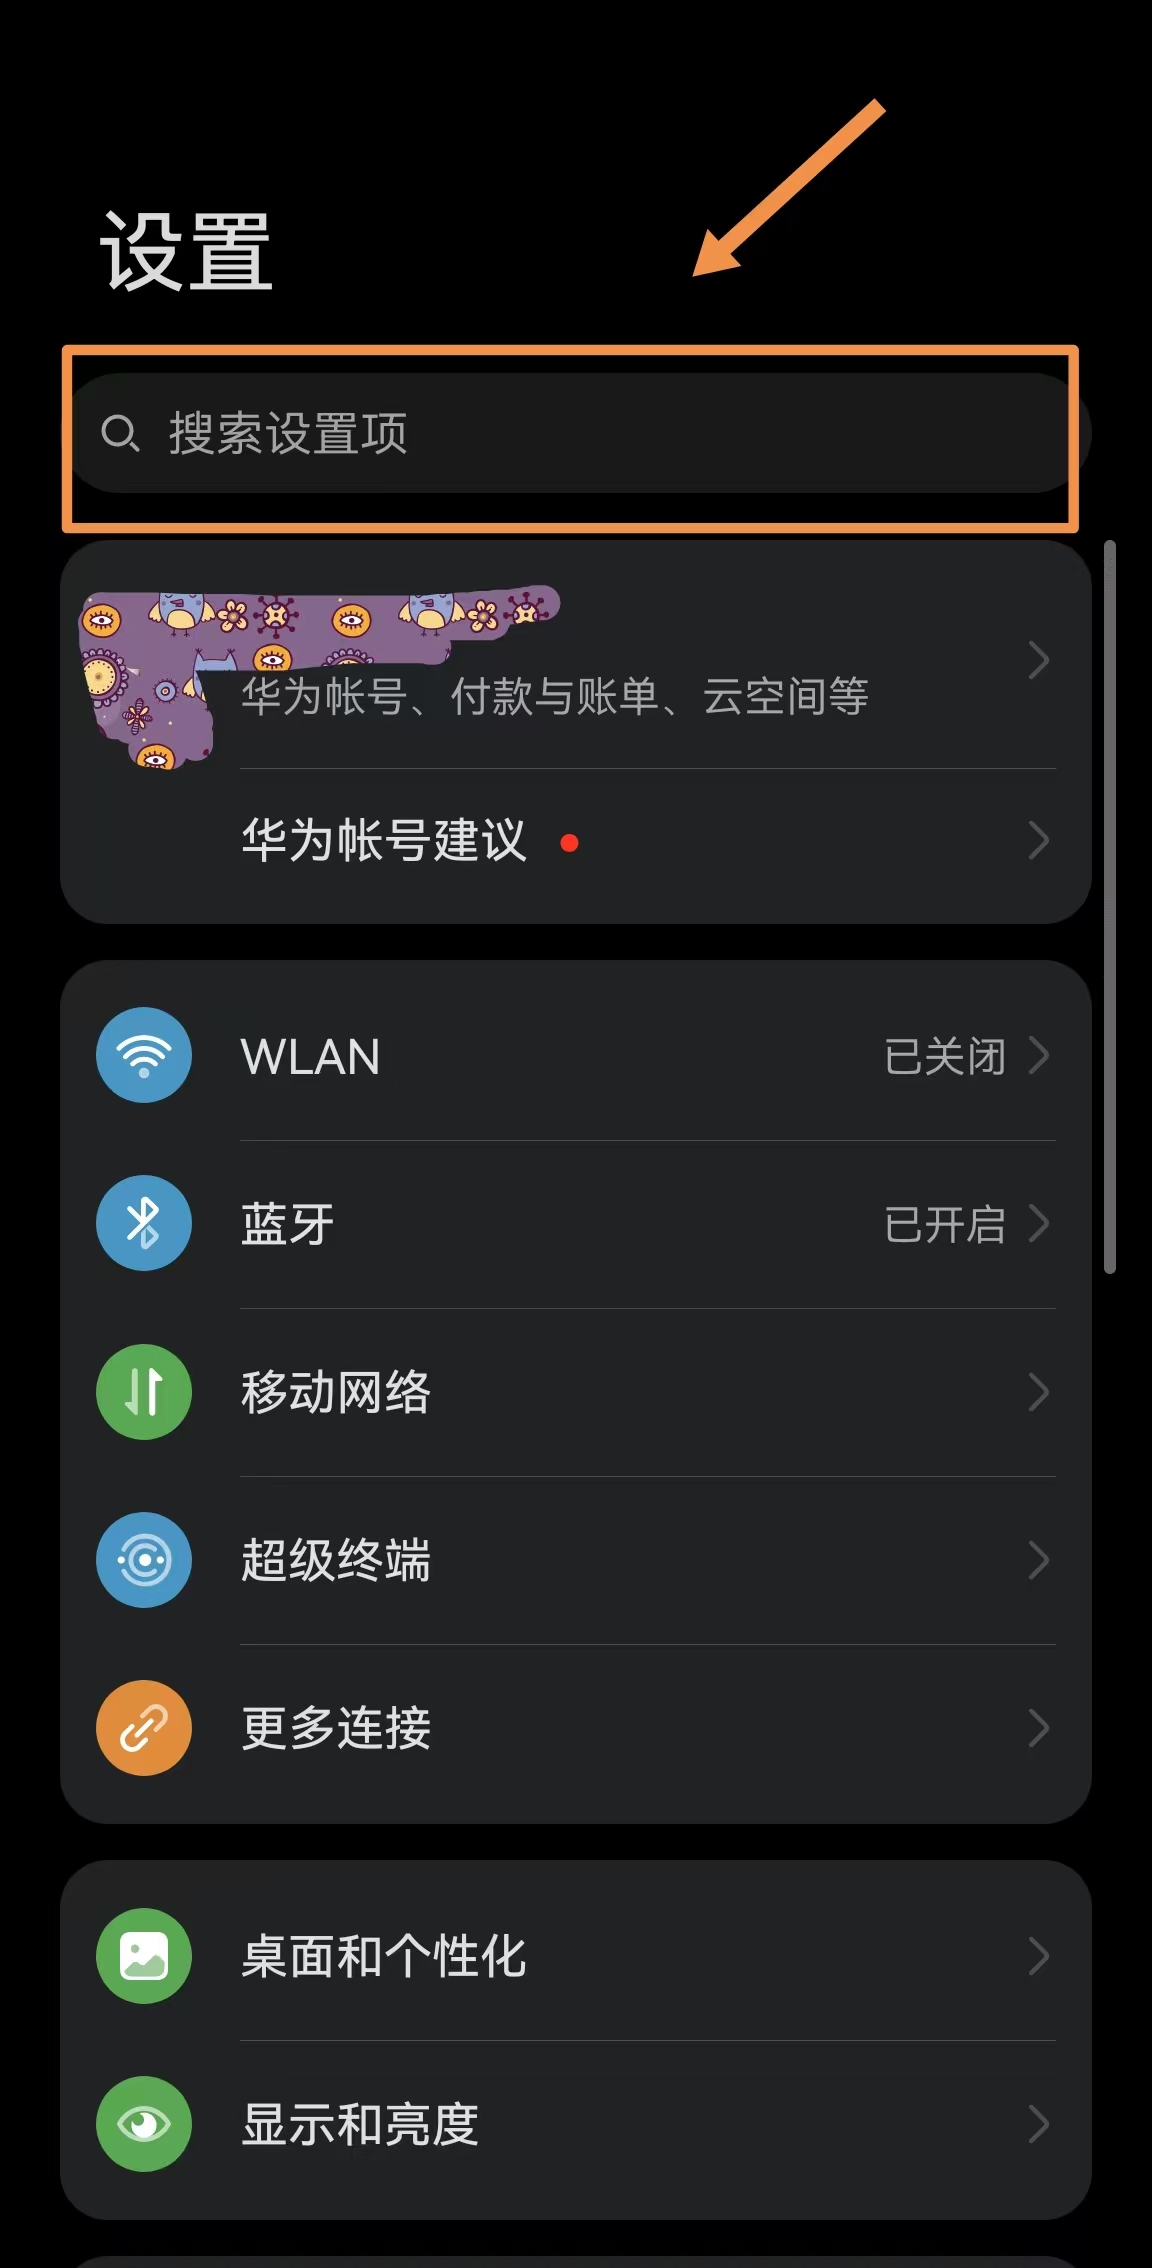 设置
搜索设置项
华为帐号、付款与账单、云空间等
华为帐号建议
WLAN 已关闭
蓝牙 已开启
移动网络
超级终端
更多连接
桌面和个性化
显示和亮度